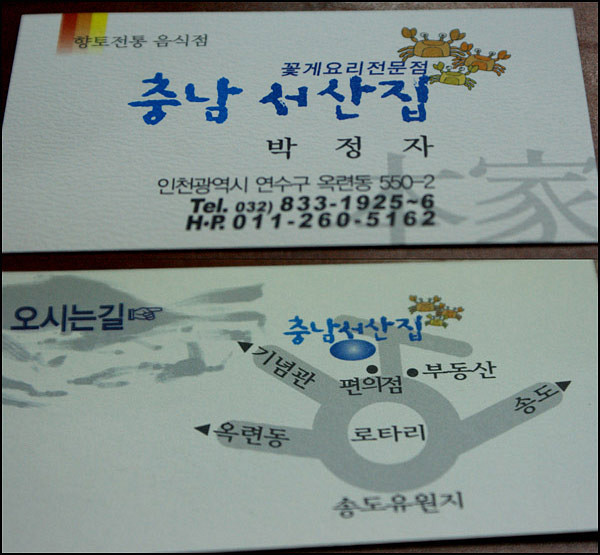 향토전통 음식점
꽃게요리전문점
충남 서산집
박 정 자
인천광역시 연수구 옥련동 550-2
Tel. 032) 833-1925~6
H·P. 011-260-5162
家
오시는길☞
충남서산집
기념관
편의점
부동산
송도
옥련동
로타리
송도유원지